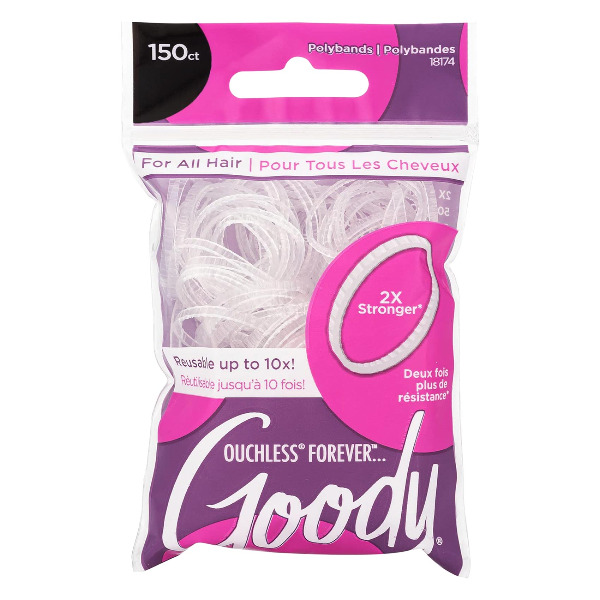 150ct
Polybands | Polybandes
18174
For All Hair | Pour Tous Les Cheveux
2X
Stronger*
Deux fois
plus de
résistance*
Reusable up to 10x!
Réutilisable jusqu'à 10 fois!
OUCHLESS® FOREVER™...
Goody®